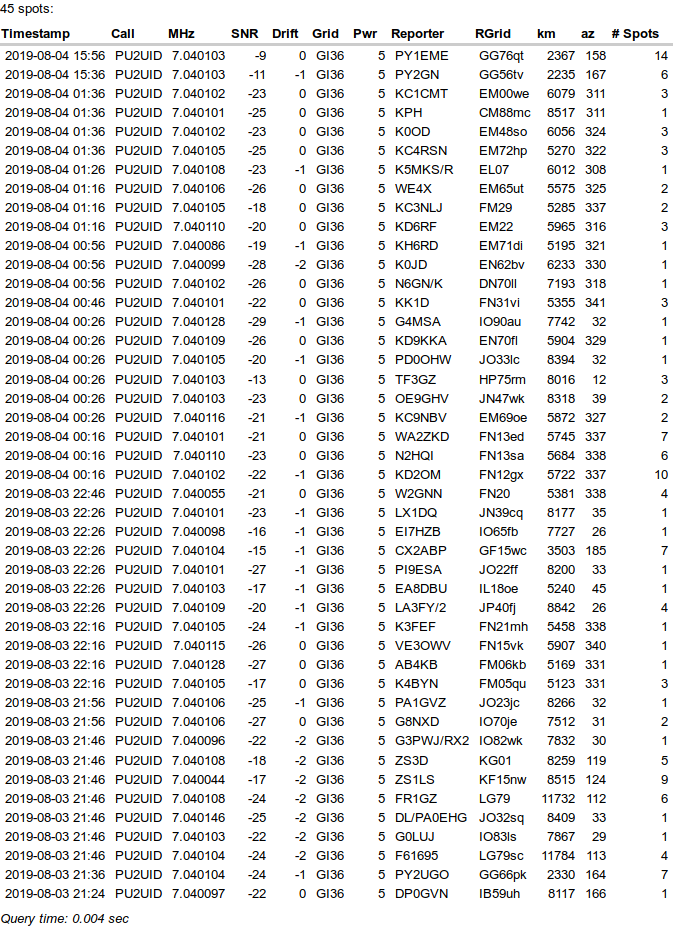 45 spots:
Timestamp Call MHz SNR Drift Grid Pwr Reporter RGrid km az # Spots
2019-08-04 15:56 PU2UID 7.040103 -9 0 GI36 5 PY1EME GG76qt 2367 158 14
2019-08-04 15:36 PU2UID 7.040103 -11 -1 GI36 5 PY2GN GG56tv 2235 167 6
2019-08-04 01:36 PU2UID 7.040102 -23 0 GI36 5 KC1CMT EM00we 6079 311 3
2019-08-04 01:36 PU2UID 7.040101 -25 0 GI36 5 KPH CM88mc 8517 311 1
2019-08-04 01:36 PU2UID 7.040102 -23 0 GI36 5 K0OD EM48so 6056 324 3
2019-08-04 01:36 PU2UID 7.040105 -25 0 GI36 5 KC4RSN EM72hp 5270 322 3
2019-08-04 01:26 PU2UID 7.040108 -23 -1 GI36 5 K5MKS/R EL07 6012 308 1
2019-08-04 01:16 PU2UID 7.040106 -26 0 GI36 5 WE4X EM65ut 5575 325 2
2019-08-04 01:16 PU2UID 7.040105 -18 0 GI36 5 KC3NLJ FM29 5285 337 2
2019-08-04 01:16 PU2UID 7.040110 -20 0 GI36 5 KD6RF EM22 5965 316 3
2019-08-04 00:56 PU2UID 7.040086 -19 -1 GI36 5 KH6RD EM71di 5195 321 1
2019-08-04 00:56 PU2UID 7.040099 -28 -2 GI36 5 K0JD EN62bv 6233 330 1
2019-08-04 00:56 PU2UID 7.040102 -26 0 GI36 5 N6GN/K DN70ll 7193 318 1
2019-08-04 00:46 PU2UID 7.040101 -22 0 GI36 5 KK1D FN31vi 5355 341 3
2019-08-04 00:26 PU2UID 7.040128 -29 -1 GI36 5 G4MSA IO90au 7742 32 1
2019-08-04 00:26 PU2UID 7.040109 -26 0 GI36 5 KD9KKA EN70fl 5904 329 1
2019-08-04 00:26 PU2UID 7.040105 -20 -1 GI36 5 PD0OHW JO33lc 8394 32 1
2019-08-04 00:26 PU2UID 7.040103 -13 0 GI36 5 TF3GZ HP75rm 8016 12 3
2019-08-04 00:26 PU2UID 7.040103 -23 0 GI36 5 OE9GHV JN47wk 8318 39 2
2019-08-04 00:26 PU2UID 7.040116 -21 -1 GI36 5 KC9NBV EM69oe 5872 327 2
2019-08-04 00:16 PU2UID 7.040101 -21 0 GI36 5 WA2ZKD FN13ed 5745 337 7
2019-08-04 00:16 PU2UID 7.040110 -23 0 GI36 5 N2HQI FN13sa 5684 338 6
2019-08-04 00:16 PU2UID 7.040102 -22 -1 GI36 5 KD2OM FN12gx 5722 337 10
2019-08-03 22:46 PU2UID 7.040055 -21 0 GI36 5 W2GNN FN20 5381 338 4
2019-08-03 22:26 PU2UID 7.040101 -23 -1 GI36 5 LX1DQ JN39cq 8177 35 1
2019-08-03 22:26 PU2UID 7.040098 -16 -1 GI36 5 EI7HZB IO65fb 7727 26 1
2019-08-03 22:26 PU2UID 7.040104 -15 -1 GI36 5 CX2ABP GF15wc 3503 185 7
2019-08-03 22:26 PU2UID 7.040101 -27 -1 GI36 5 PI9ESA JO22ff 8200 33 1
2019-08-03 22:26 PU2UID 7.040103 -17 -1 GI36 5 EA8DBU IL18oe 5240 45 1
2019-08-03 22:26 PU2UID 7.040109 -20 -1 GI36 5 LA3FY/2 JP40fj 8842 26 4
2019-08-03 22:16 PU2UID 7.040105 -24 -1 GI36 5 K3FEF FN21mh 5458 338 1
2019-08-03 22:16 PU2UID 7.040115 -26 0 GI36 5 VE3OWV FN15vk 5907 340 1
2019-08-03 22:16 PU2UID 7.040128 -27 0 GI36 5 AB4KB FM06kb 5169 331 1
2019-08-03 22:16 PU2UID 7.040105 -17 0 GI36 5 K4BYN FM05qu 5123 331 3
2019-08-03 21:56 PU2UID 7.040106 -25 -1 GI36 5 PA1GVZ JO23jc 8266 32 1
2019-08-03 21:56 PU2UID 7.040106 -27 0 GI36 5 G8NXD IO70je 7512 31 2
2019-08-03 21:46 PU2UID 7.040096 -22 -2 GI36 5 G3PWJ/RX2 IO82wk 7832 30 1
2019-08-03 21:46 PU2UID 7.040108 -18 -2 GI36 5 ZS3D KG01 8259 119 5
2019-08-03 21:46 PU2UID 7.040044 -17 -2 GI36 5 ZS1LS KF15nw 8515 124 9
2019-08-03 21:46 PU2UID 7.040108 -24 -2 GI36 5 FR1GZ LG79 11732 112 6
2019-08-03 21:46 PU2UID 7.040146 -25 -2 GI36 5 DL/PA0EHG JO32sq 8409 33 1
2019-08-03 21:46 PU2UID 7.040103 -22 -2 GI36 5 G0LUJ IO83ls 7867 29 1
2019-08-03 21:46 PU2UID 7.040104 -24 -2 GI36 5 F61695 LG79sc 11784 113 4
2019-08-03 21:36 PU2UID 7.040104 -24 -1 GI36 5 PY2UGO GG66pk 2330 164 7
2019-08-03 21:24 PU2UID 7.040097 -22 0 GI36 5 DP0GVN IB59uh 8117 166 1
Query time: 0.004 sec